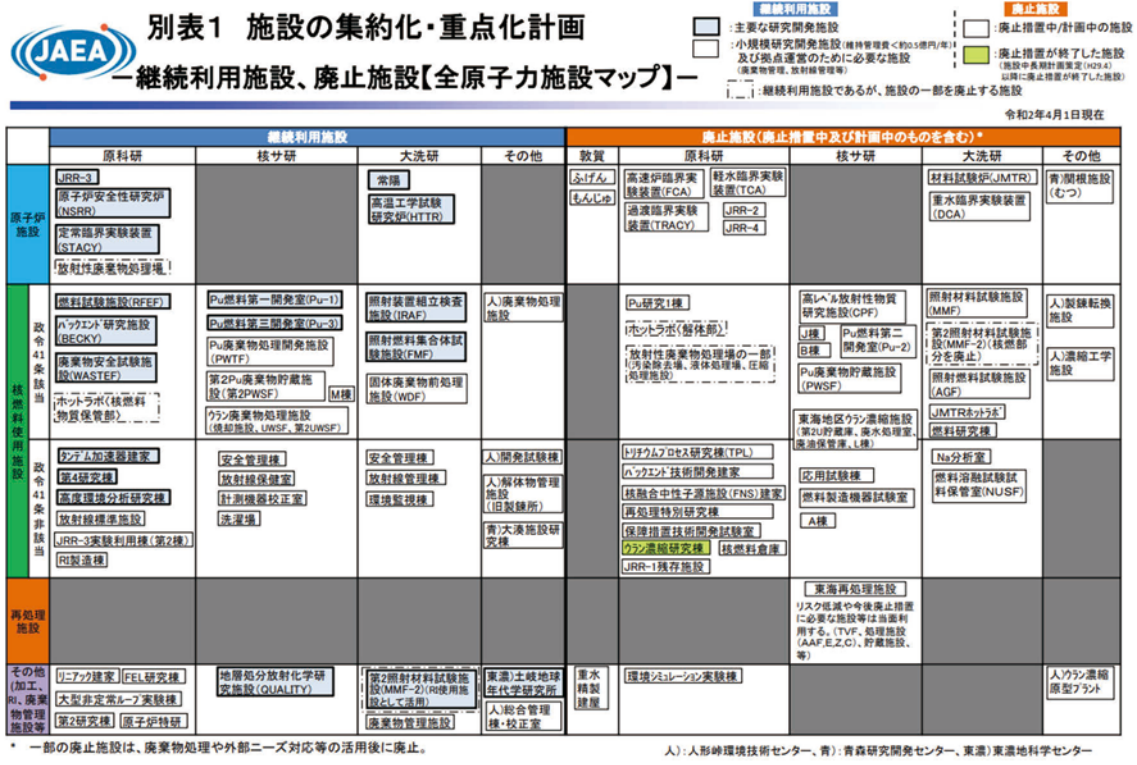 JAEA
別表1 施設の集約化・重点化計画
－継続利用施設、廃止施設【全原子力施設マップ】－
継続利用施設
:主要な研究開発施設
:小規模研究開発施設(維持管理費<約0.5億円/年)
及び拠点運営のために必要な施設
(廃棄物管理、放射線管理等)
:継続利用施設であるが、施設の一部を廃止する施設
廃止施設
:廃止措置中/計画中の施設
:廃止措置が終了した施設
(施設中長期計画策定(H29.4)
以降に廃止措置が終了した施設)
令和2年4月1日現在
継続利用施設
廃止施設(廃止措置中及び計画中のものを含む)*
原科研
核サ研
大洗研
その他
敦賀
原科研
核サ研
大洗研
その他
原子炉
施設
JRR-3
原子炉安全性研究炉
(NSRR)
定常臨界実験装置
(STACY)
放射性廃棄物処理場
常陽
高温工学試験
研究炉(HTTR)
ふげん
もんじゅ
高速炉臨界実
験装置(FCA)
軽水臨界実験
装置(TCA)
過渡臨界実験
装置(TRACY)
JRR-2
JRR-4
材料試験炉(JMTR)
重水臨界実験装置
(DCA)
青)関根施設
(むつ)
核燃料使用施設
政令41条該当
燃料試験施設(RFEF)
バックエンド研究施設
(BECKY)
廃棄物安全試験施
設(WASTEF)
ホットラボ(核燃料
物質保管部)
Pu燃料第一開発室(Pu-1)
Pu燃料第三開発室(Pu-3)
Pu廃棄物処理開発施設
(PWTF)
第2Pu廃棄物貯蔵施
設(第2PWSF)
M棟
ウラン廃棄物処理施設
(焼却施設、UWSF、第2UWSF)
照射装置組立検査
施設(IRAF)
照射燃料集合体試
験施設(FMF)
固体廃棄物前処理
施設(WDF)
人)廃棄物処理
施設
Pu研究1棟
ホットラボ(解体部)
放射性廃棄物処理場の一部
(汚染除去場、液体処理場、圧縮
処理施設)
高レベル放射性物質
研究施設(CPF)
J棟
B棟
Pu燃料第二
開発室(Pu-2)
Pu廃棄物貯蔵施設
(PWSF)
東海地区ウラン濃縮施設
(第2U貯蔵庫、廃水処理室、
廃油保管庫、L棟)
照射材料試験施設
(MMF)
第2照射材料試験施
設(MMF-2)(核燃部
分を廃止)
照射燃料試験施設
(AGF)
JMTRホットラボ
燃料研究棟
人)製錬転換
施設
人)濃縮工学
施設
政令41条非該当
タンデム加速器建家
第4研究棟
高度環境分析研究棟
放射線標準施設
JRR-3実験利用棟(第2棟)
RI製造棟
安全管理棟
放射線保健室
計測機器校正室
洗濯場
安全管理棟
放射線管理棟
環境監視棟
人)開発試験棟
人)解体物管理
施設
(旧製錬所)
青)大湊施設研
究棟
トリチウムプロセス研究棟(TPL)
バックエンド技術開発建家
核融合中性子源施設(FNS)建家
再処理特別研究棟
保障措置技術開発試験室
ウラン濃縮研究棟
核燃料倉庫
JRR-1残存施設
応用試験棟
燃料製造機器試験室
A棟
Na分析室
燃料溶融試験試
料保管室(NUSF)
再処理
施設
東海再処理施設
リスク低減や今後廃止措置
に必要な施設等は当面利
用する。(TVF、処理施設
(AAF,E,Z,C)、貯蔵施設、
等)
その他
(加工、
RI、廃棄
物管理
施設等
リニアック建家
FEL研究棟
大型非定常ループ実験棟
第2研究棟
原子炉特研
地層処分放射化学研
究施設(QUALITY)
第2照射材料試験施
設(MMF-2)(RI使用施
設として活用)
廃棄物管理施設
東濃)土岐地球
年代学研究所
人)総合管理
棟・校正室
重水
精製
建屋
環境シミュレーション実験棟
人)ウラン濃縮
原型プラント
* 一部の廃止施設は、廃棄物処理や外部ニーズ対応等の活用後に廃止。
人):人形峠環境技術センター、青):青森研究開発センター、東濃)東濃地科学センター